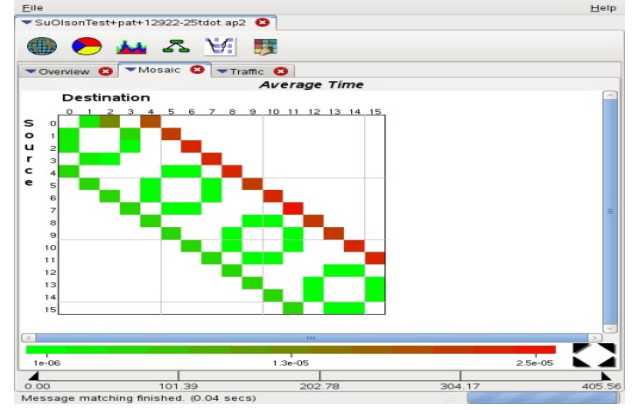 File Help
SuOlsonTest+pat+12922-25tdot.ap2
Overview Mosaic Traffic
Average Time
Destination
0 1 2 3 4 5 6 7 8 9 10 11 12 13 14 15
Source
0
1
2
3
4
5
6
7
8
9
10
11
12
13
14
15
1e-06 1.3e-05 2.5e-05
0.00 101.39 202.78 304.17 405.56
Message matching finished. (0.04 secs)